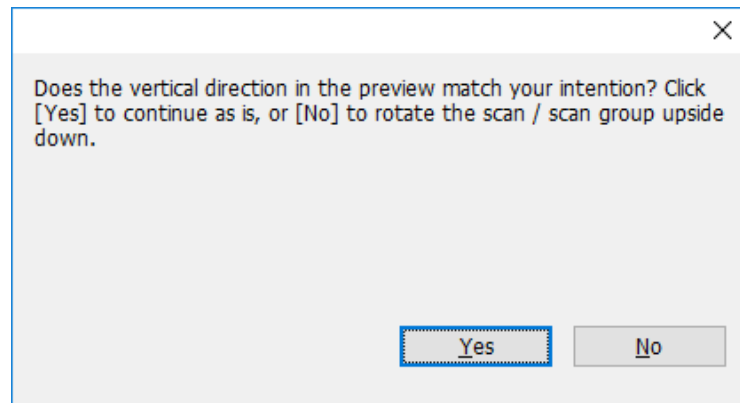 Does the vertical direction in the preview match your intention? Click
[Yes] to continue as is, or [No] to rotate the scan / scan group upside
down.
Yes No